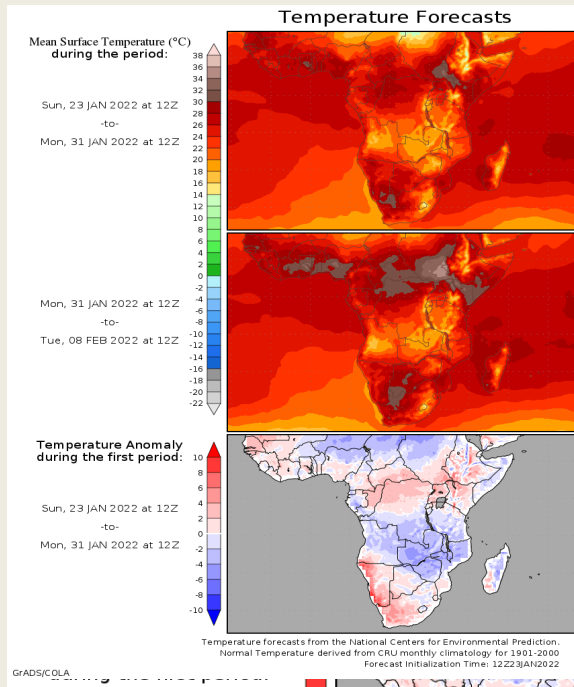 Temperature Forecasts
Mean Surface Temperature (°C)
during the period:
38
36
34
32
30
28
26
24
22
20
18
16
14
12
10
8
6
4
2
0
-2
-4
-6
-8
-10
-12
-14
-16
-18
-20
-22
Sun, 23 JAN 2022 at 12Z
-to-
Mon, 31 JAN 2022 at 12Z
Mon, 31 JAN 2022 at 12Z
-to-
Tue, 08 FEB 2022 at 12Z
Temperature Anomaly
during the first period:
10
8
6
4
2
0
-2
-4
-6
-8
-10
Sun, 23 JAN 2022 at 12Z
-to-
Mon, 31 JAN 2022 at 12Z
Temperature forecasts from the National Centers for Environmental Prediction.
Normal Temperature derived from CRU monthly climatology for 1901-2000
Forecast Initialization Time: 12Z23JAN2022
GrADS/COLA
during the first period: